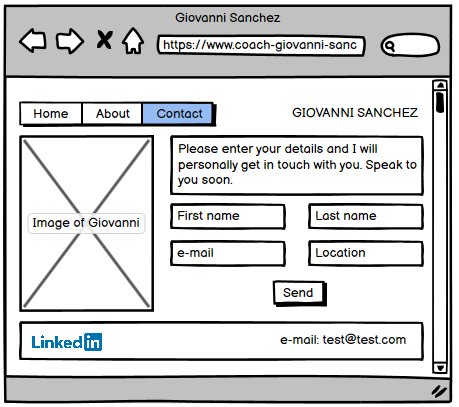 Giovanni Sanchez
https://www.coach-giovanni-sanc
Home About Contact
GIOVANNI SANCHEZ
Image of Giovanni
Please enter your details and I will
personally get in touch with you. Speak to
you soon.
First name Last name
e-mail Location
Send
Linked in e-mail: test@test.com